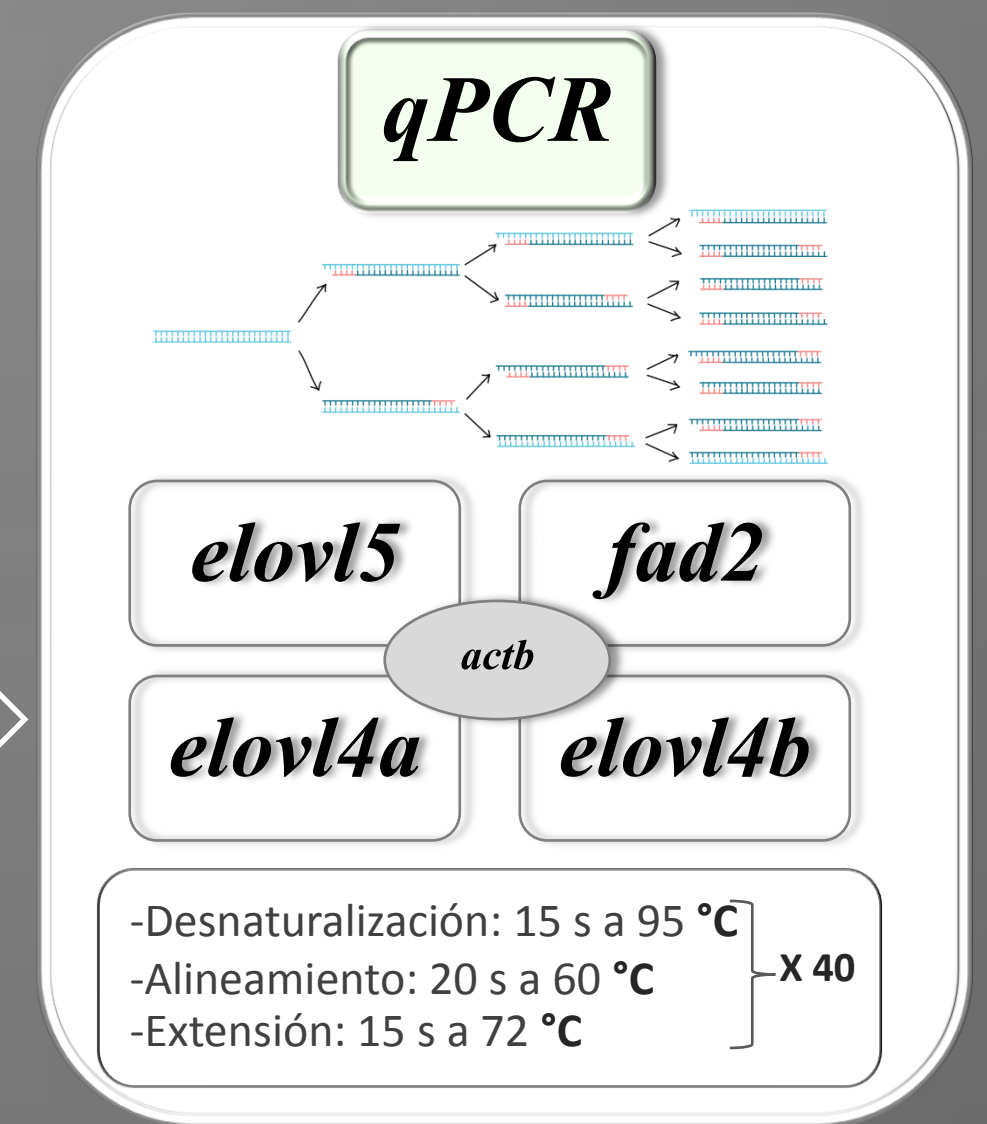 qPCR
elovl5
fad2
actb
elovl4a
elovl4b
-Desnaturalización: 15 s a 95 °C
-Alineamiento: 20 s a 60 °C
X 40
-Extensión: 15 s a 72 °C